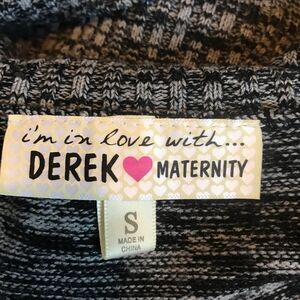 i'm in love with...
DEREK MATERNITY
S
MADE IN
CHINA